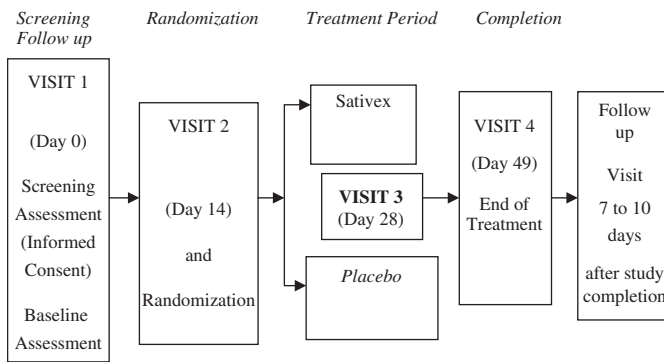 Screening
Follow up
Randomization
Treatment Period
Completion
VISIT 1
(Day 0)
Screening
Assessment
(Informed
Consent)
Baseline
Assessment
VISIT 2
(Day 14)
and
Randomization
Sativex
VISIT 3
(Day 28)
Placebo
VISIT 4
(Day 49)
End of
Treatment
Follow
up
Visit
7 to 10
days
after study
completion